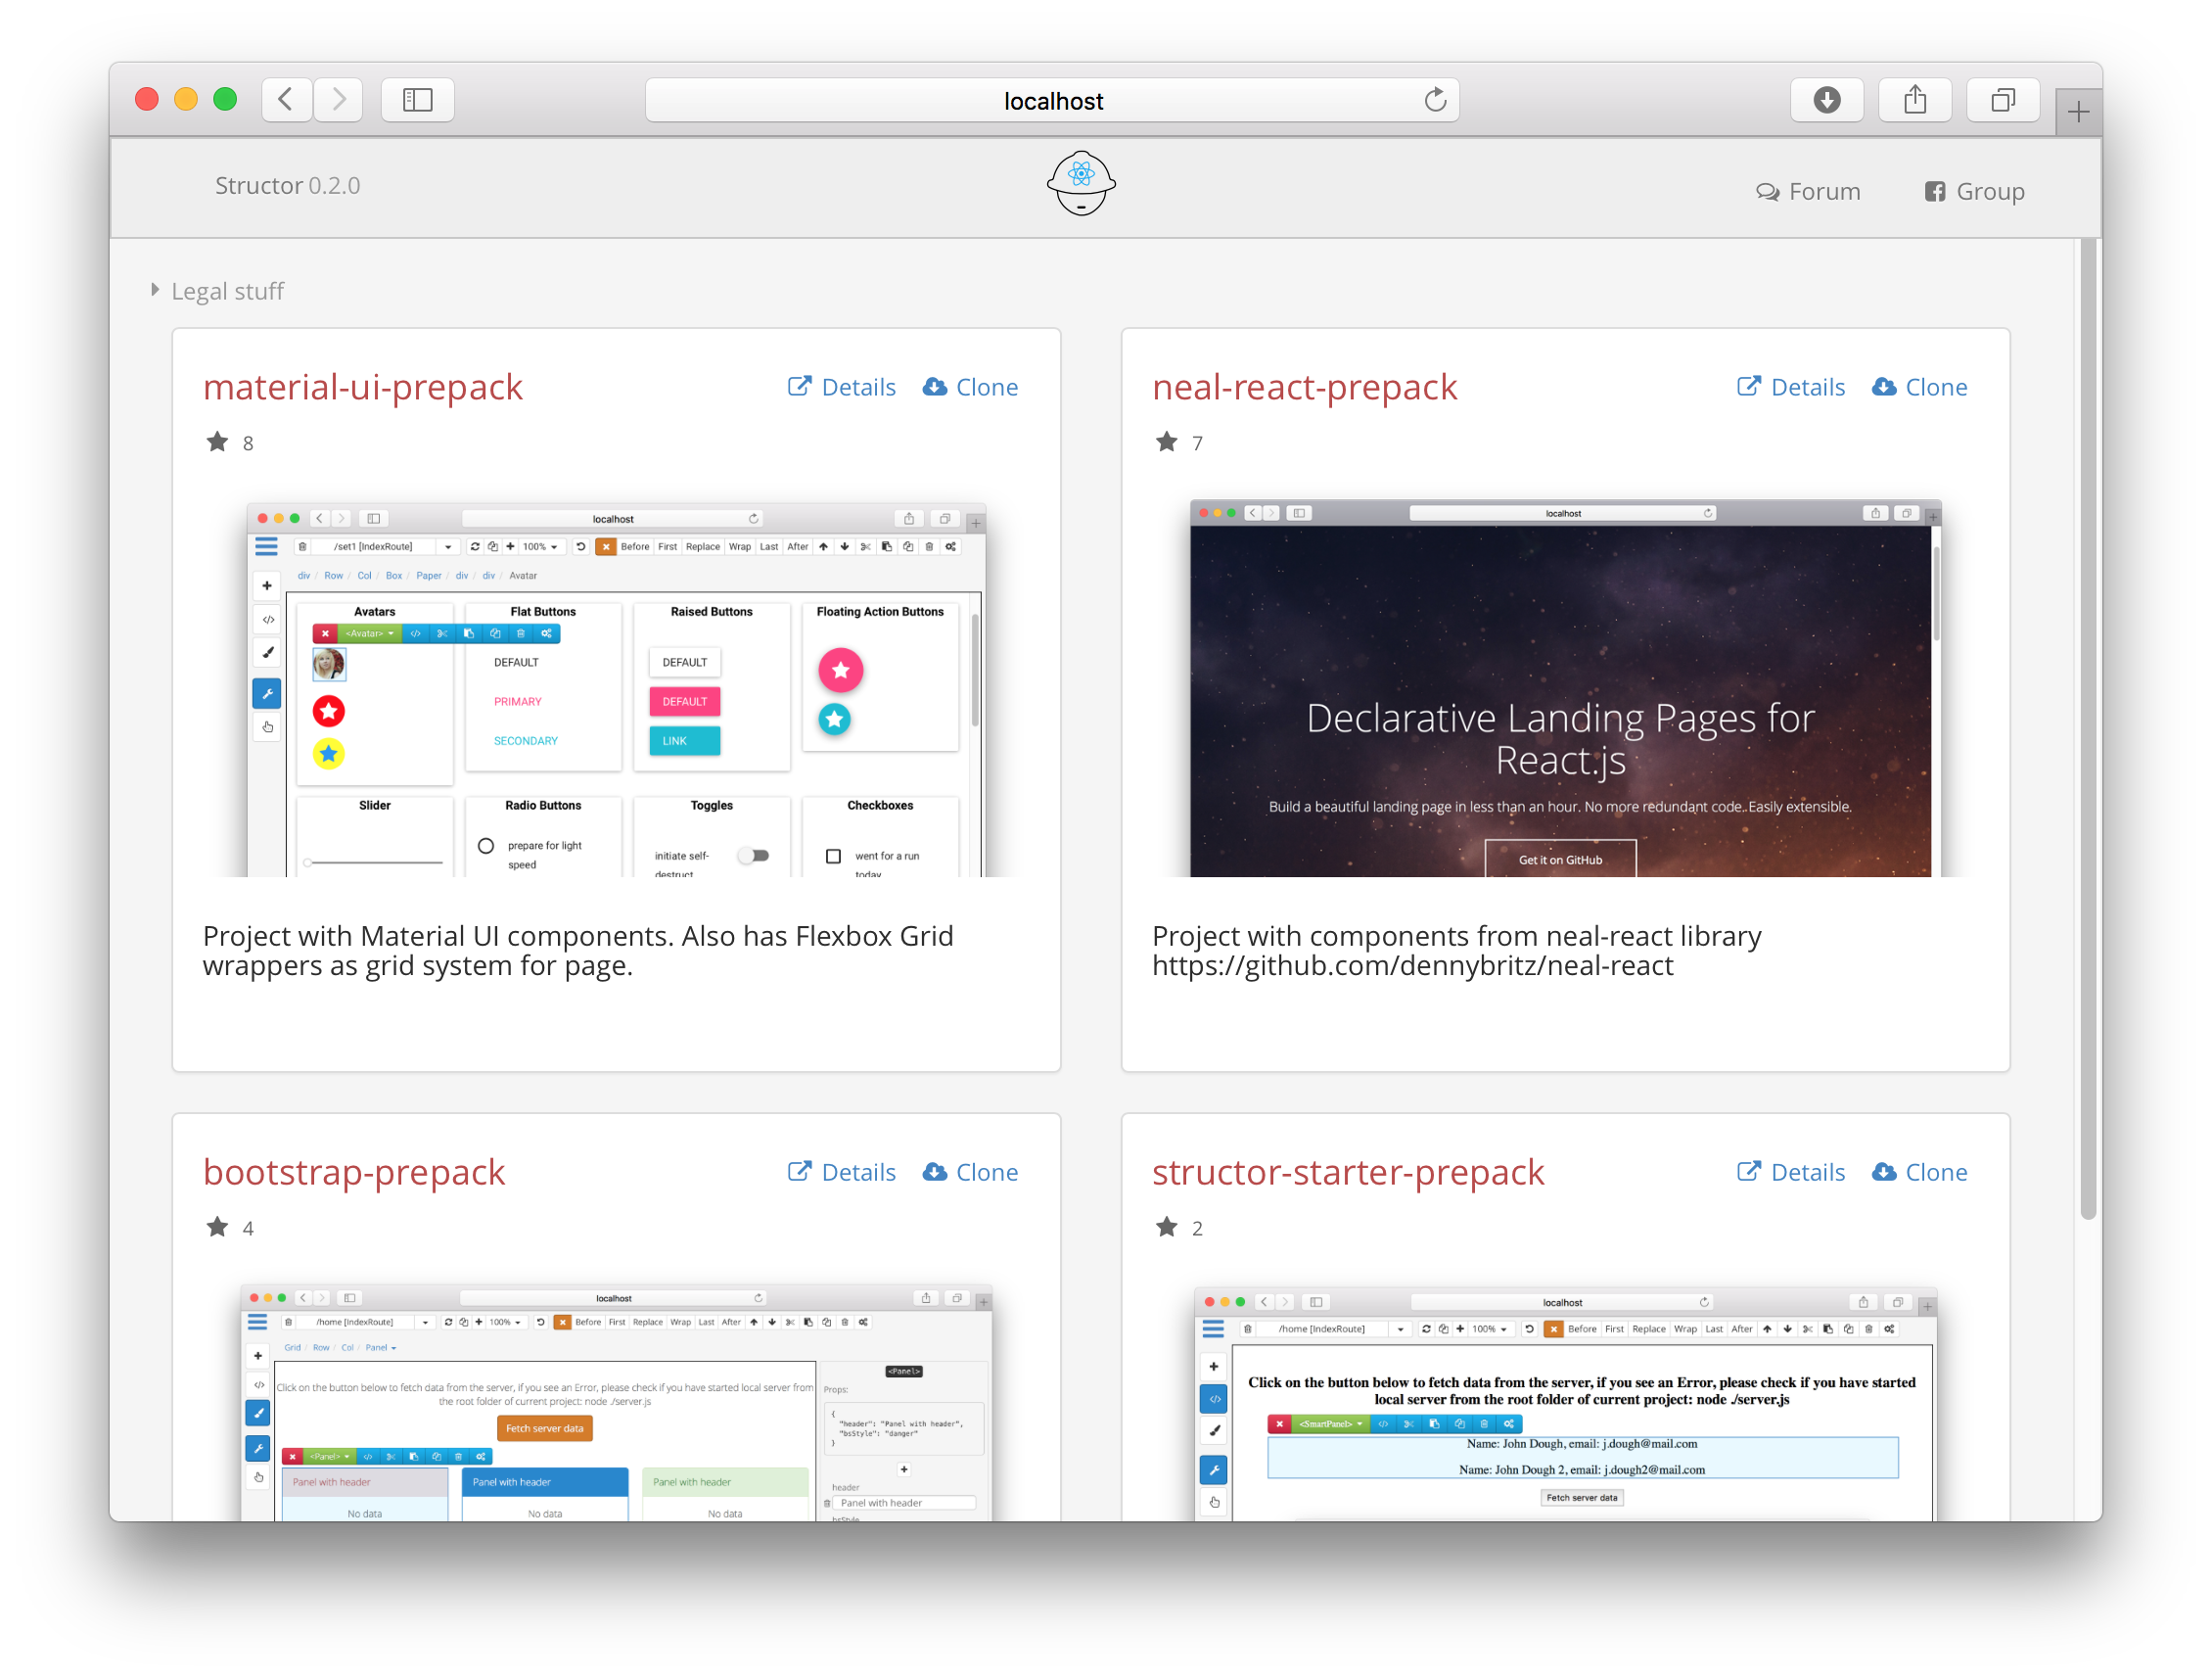 localhost
Structor 0.2.0
Forum
Group
Legal stuff
material-ui-prepack
Details
Clone
8
localhost
/set1 [IndexRoute]
100%
Before
First
Replace
Wrap
Last
After
div / Row / Col / Box / Paper / div / div / Avatar
Avatars
Flat Buttons
Raised Buttons
Floating Action Buttons
<Avatar>
DEFAULT
DEFAULT
PRIMARY
DEFAULT
SECONDARY
LINK
Slider
Radio Buttons
Toggles
Checkboxes
prepare for light
speed
initiate self-
destruct
went for a run
today
Project with Material UI components. Also has Flexbox Grid
wrappers as grid system for page.
neal-react-prepack
Details
Clone
7
localhost
Declarative Landing Pages for
React.js
Build a beautiful landing page in less than an hour. No more redundant code. Easily extensible.
Get it on GitHub
Project with components from neal-react library
https://github.com/dennybritz/neal-react
bootstrap-prepack
Details
Clone
4
localhost
/home [IndexRoute]
100%
Before
First
Replace
Wrap
Last
After
Grid / Row / Col / Panel
Click on the button below to fetch data from the server, if you see an Error, please check if you have started local server from
the root folder of current project: node ./server.js
Fetch server data
<Panel>
Panel with header
Panel with header
Panel with header
No data
No data
No data
<Panel>
Props:
{
"header": "Panel with header",
"bsStyle": "danger"
}
header
Panel with header
bsStyle
structor-starter-prepack
Details
Clone
2
localhost
/home [IndexRoute]
100%
Before
First
Replace
Wrap
Last
After
Click on the button below to fetch data from the server, if you see an Error, please check if you have started
local server from the root folder of current project: node ./server.js
<SmartPanel>
Name: John Dough, email: j.dough@mail.com
Name: John Dough 2, email: j.dough2@mail.com
Fetch server data